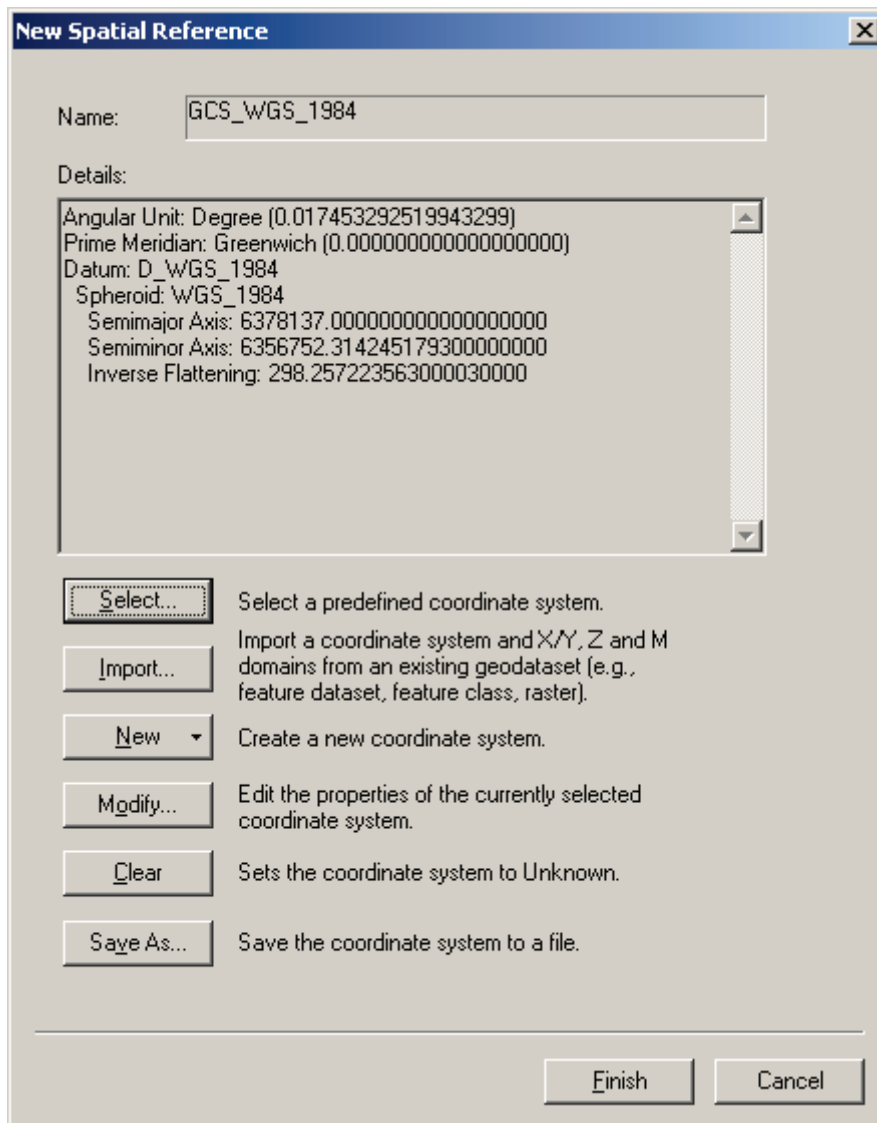 New Spatial Reference
Name: GCS_WGS_1984
Details:
Angular Unit: Degree (0.017453292519943299)
Prime Meridian: Greenwich (0.000000000000000000)
Datum: D_WGS_1984
Spheroid: WGS_1984
Semimajor Axis: 6378137.000000000000000000
Semiminor Axis: 6356752.314245179300000000
Inverse Flattening: 298.257223563000030000
Select... Select a predefined coordinate system.
Import... Import a coordinate system and X/Y, Z and M
domains from an existing geodataset (e.g.,
feature dataset, feature class, raster).
New Create a new coordinate system.
Modify... Edit the properties of the currently selected
coordinate system.
Clear Sets the coordinate system to Unknown.
Save As... Save the coordinate system to a file.
Finish Cancel